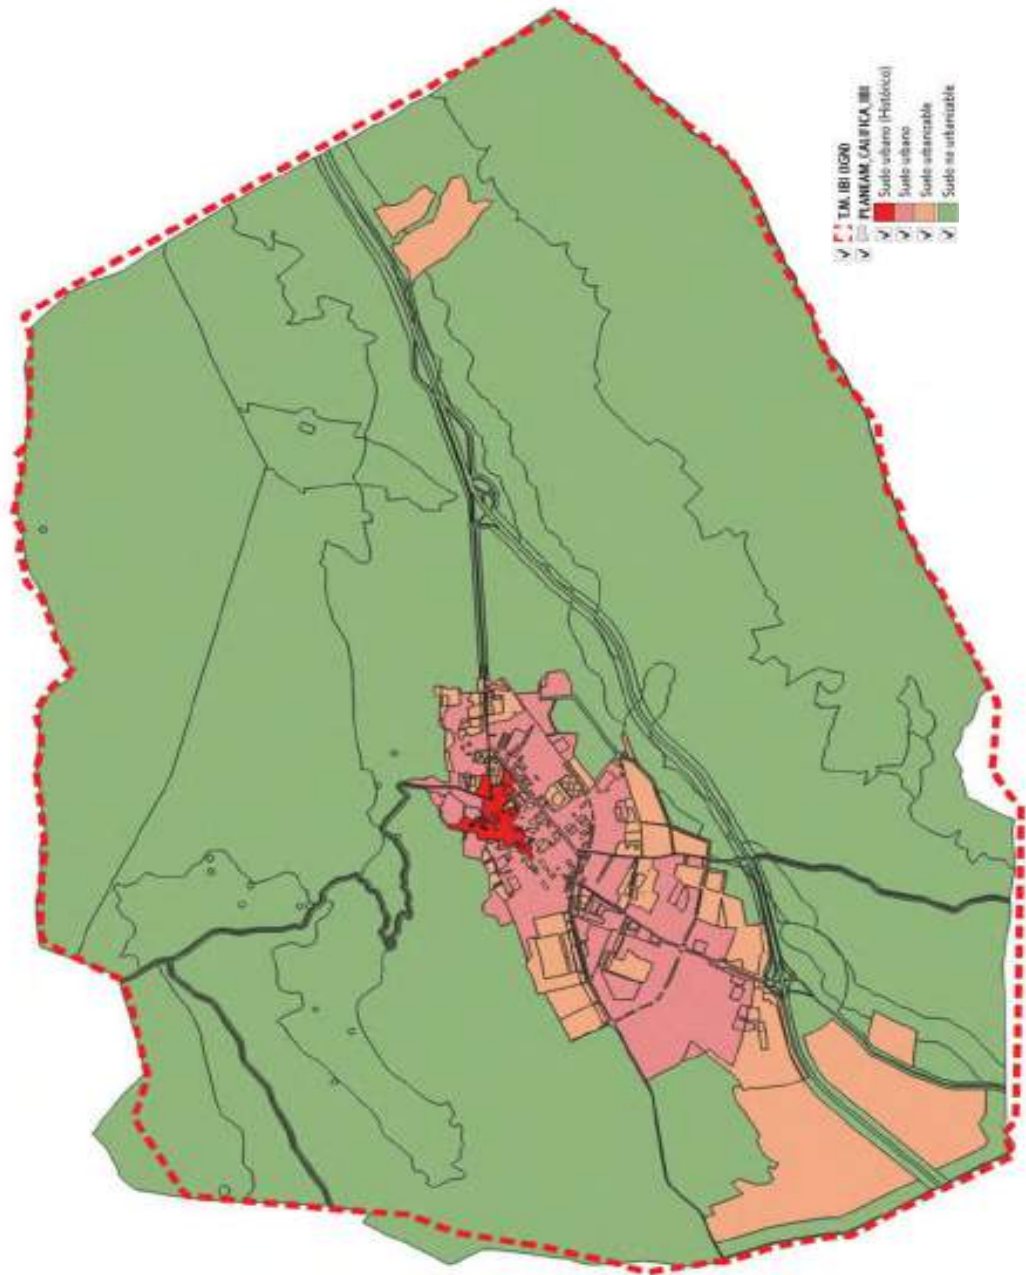 T.M. IBI (IGN)
PLANEAM_CALIFICA_IBI
Suelo urbano (Histórico)
Suelo urbano
Suelo urbanizable
Suelo no urbanizable